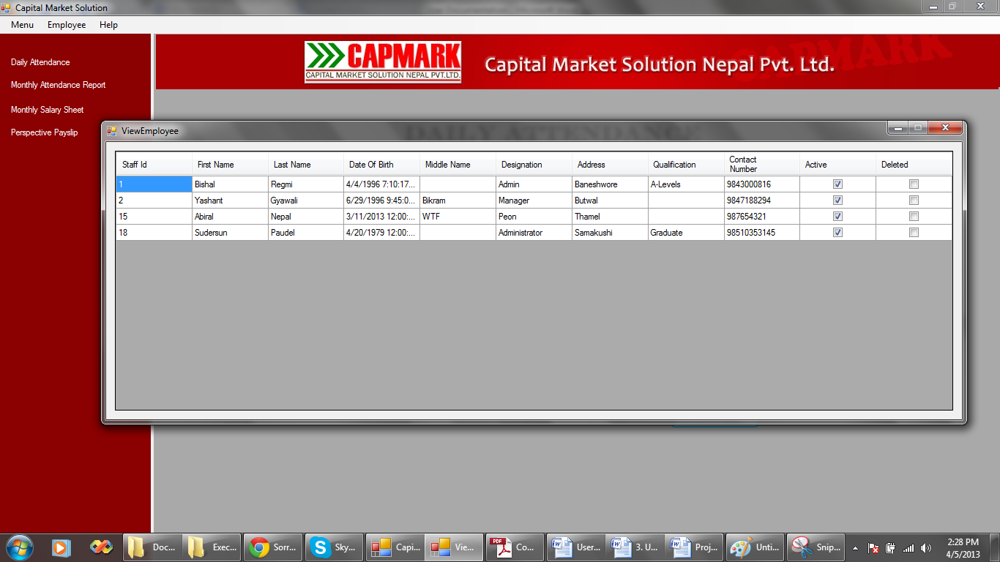 Capital Market Solution
Menu Employee Help
CAPMARK
CAPITAL MARKET SOLUTION NEPAL PVT.LTD.
Capital Market Solution Nepal Pvt. Ltd.
CAPMARK
Daily Attendance
Monthly Attendance Report
Monthly Salary Sheet
Perspective Payslip
DAILY ATTENDANCE
ViewEmployee
Staff Id First Name Last Name Date Of Birth Middle Name Designation Address Qualification Contact Number Active Deleted
1 Bishal Regmi 4/4/1996 7:10:17... Admin Baneshwore A-Levels 9843000816
2 Yashant Gyawali 6/29/1996 9:45:0... Bikram Manager Butwal 9847188294
15 Abiral Nepal 3/11/2013 12:00:... WTF Peon Thamel 987654321
18 Sudersun Paudel 4/20/1979 12:00:... Administrator Samakushi Graduate 98510353145
Doc... Exec... Sorr... Sky... Capi... Vie... PDF Co... User... 3. U... Proj... Unti... Snip... 2:28 PM
4/5/2013